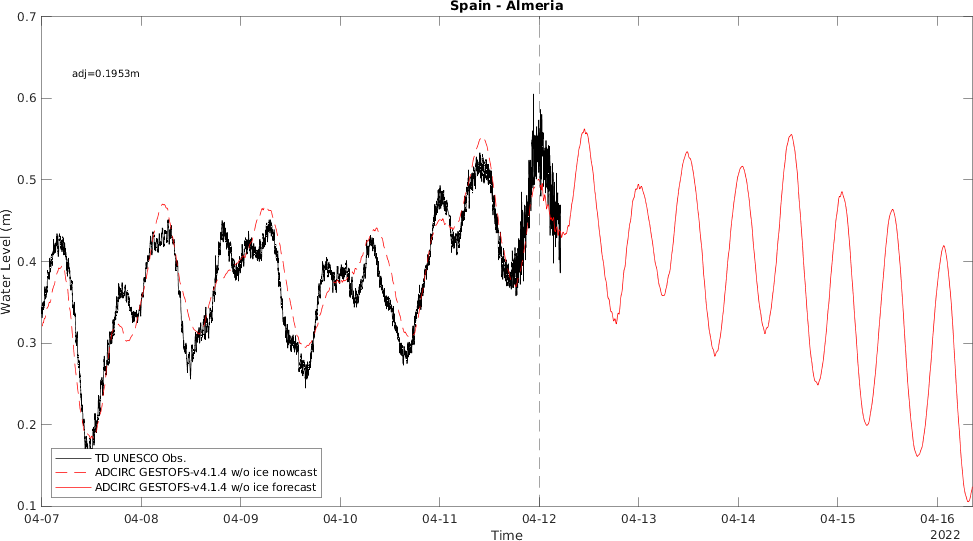 Spain - Almeria
0.7
adj=0.1953m
0.6
0.5
0.4
Water Level (m)
0.3
0.2
TD UNESCO Obs.
ADCIRC GESTOFS-v4.1.4 w/o ice nowcast
ADCIRC GESTOFS-v4.1.4 w/o ice forecast
0.1
04-07 04-08 04-09 04-10 04-11 04-12 04-13 04-14 04-15 04-16
Time 2022